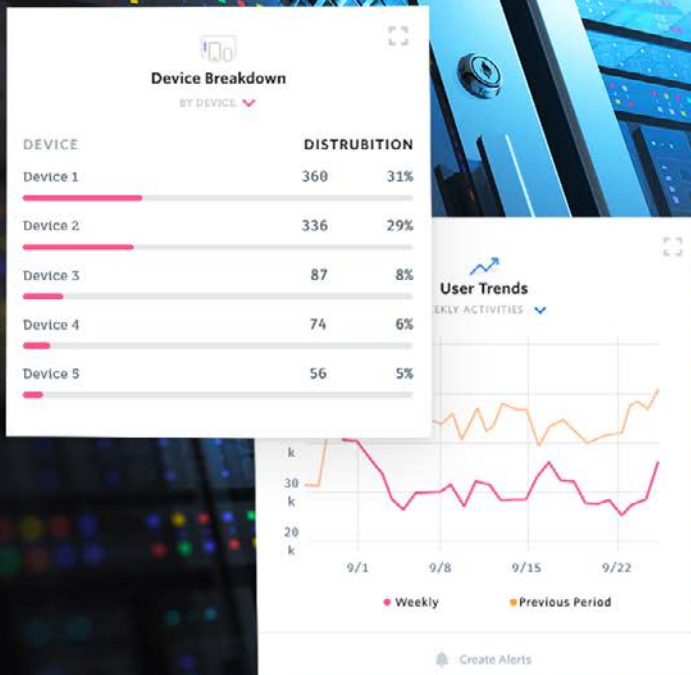 Device Breakdown
BY DEVICE
DEVICE DISTRUBITION
Device 1 360 31%
Device 2 336 29%
Device 3 87 8%
Device 4 74 6%
Device 5 56 5%
User Trends
EKLY ACTIVITIES
k
30
k
20
k
9/1 9/8 9/15 9/22
Weekly Previous Period
Create Alerts